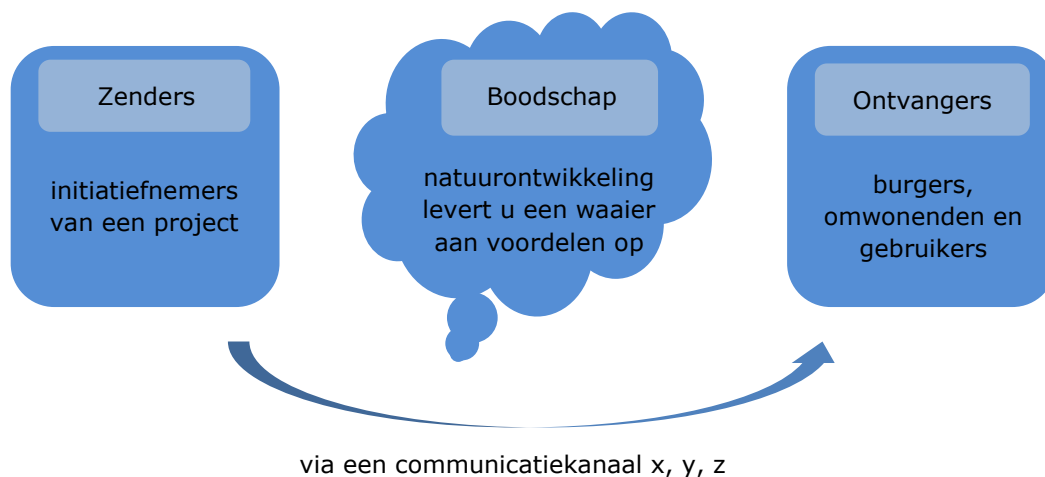 Zenders
initiatiefnemers
van een project
Boodschap
natuurontwikkeling
levert u een waaier
aan voordelen op
Ontvangers
burgers,
omwonenden en
gebruikers
via een communicatiekanaal x, y, z